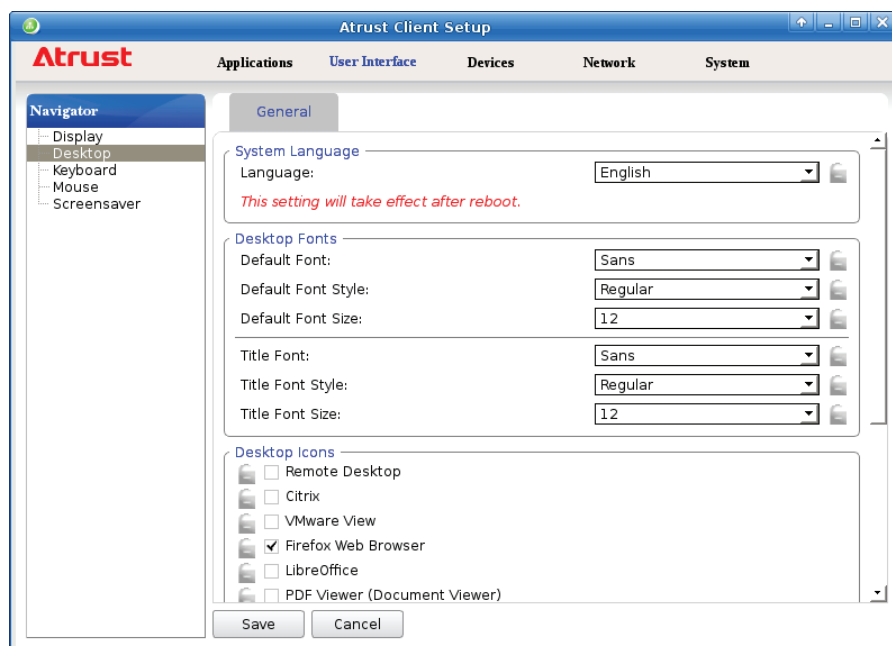 Atrust Client Setup
Atrust
Applications User Interface Devices Network System
Navigator
Display
Desktop
Keyboard
Mouse
Screensaver
General
System Language
Language: English
This setting will take effect after reboot.
Desktop Fonts
Default Font: Sans
Default Font Style: Regular
Default Font Size: 12
Title Font: Sans
Title Font Style: Regular
Title Font Size: 12
Desktop Icons
Remote Desktop
Citrix
VMware View
Firefox Web Browser
LibreOffice
PDF Viewer (Document Viewer)
Save Cancel